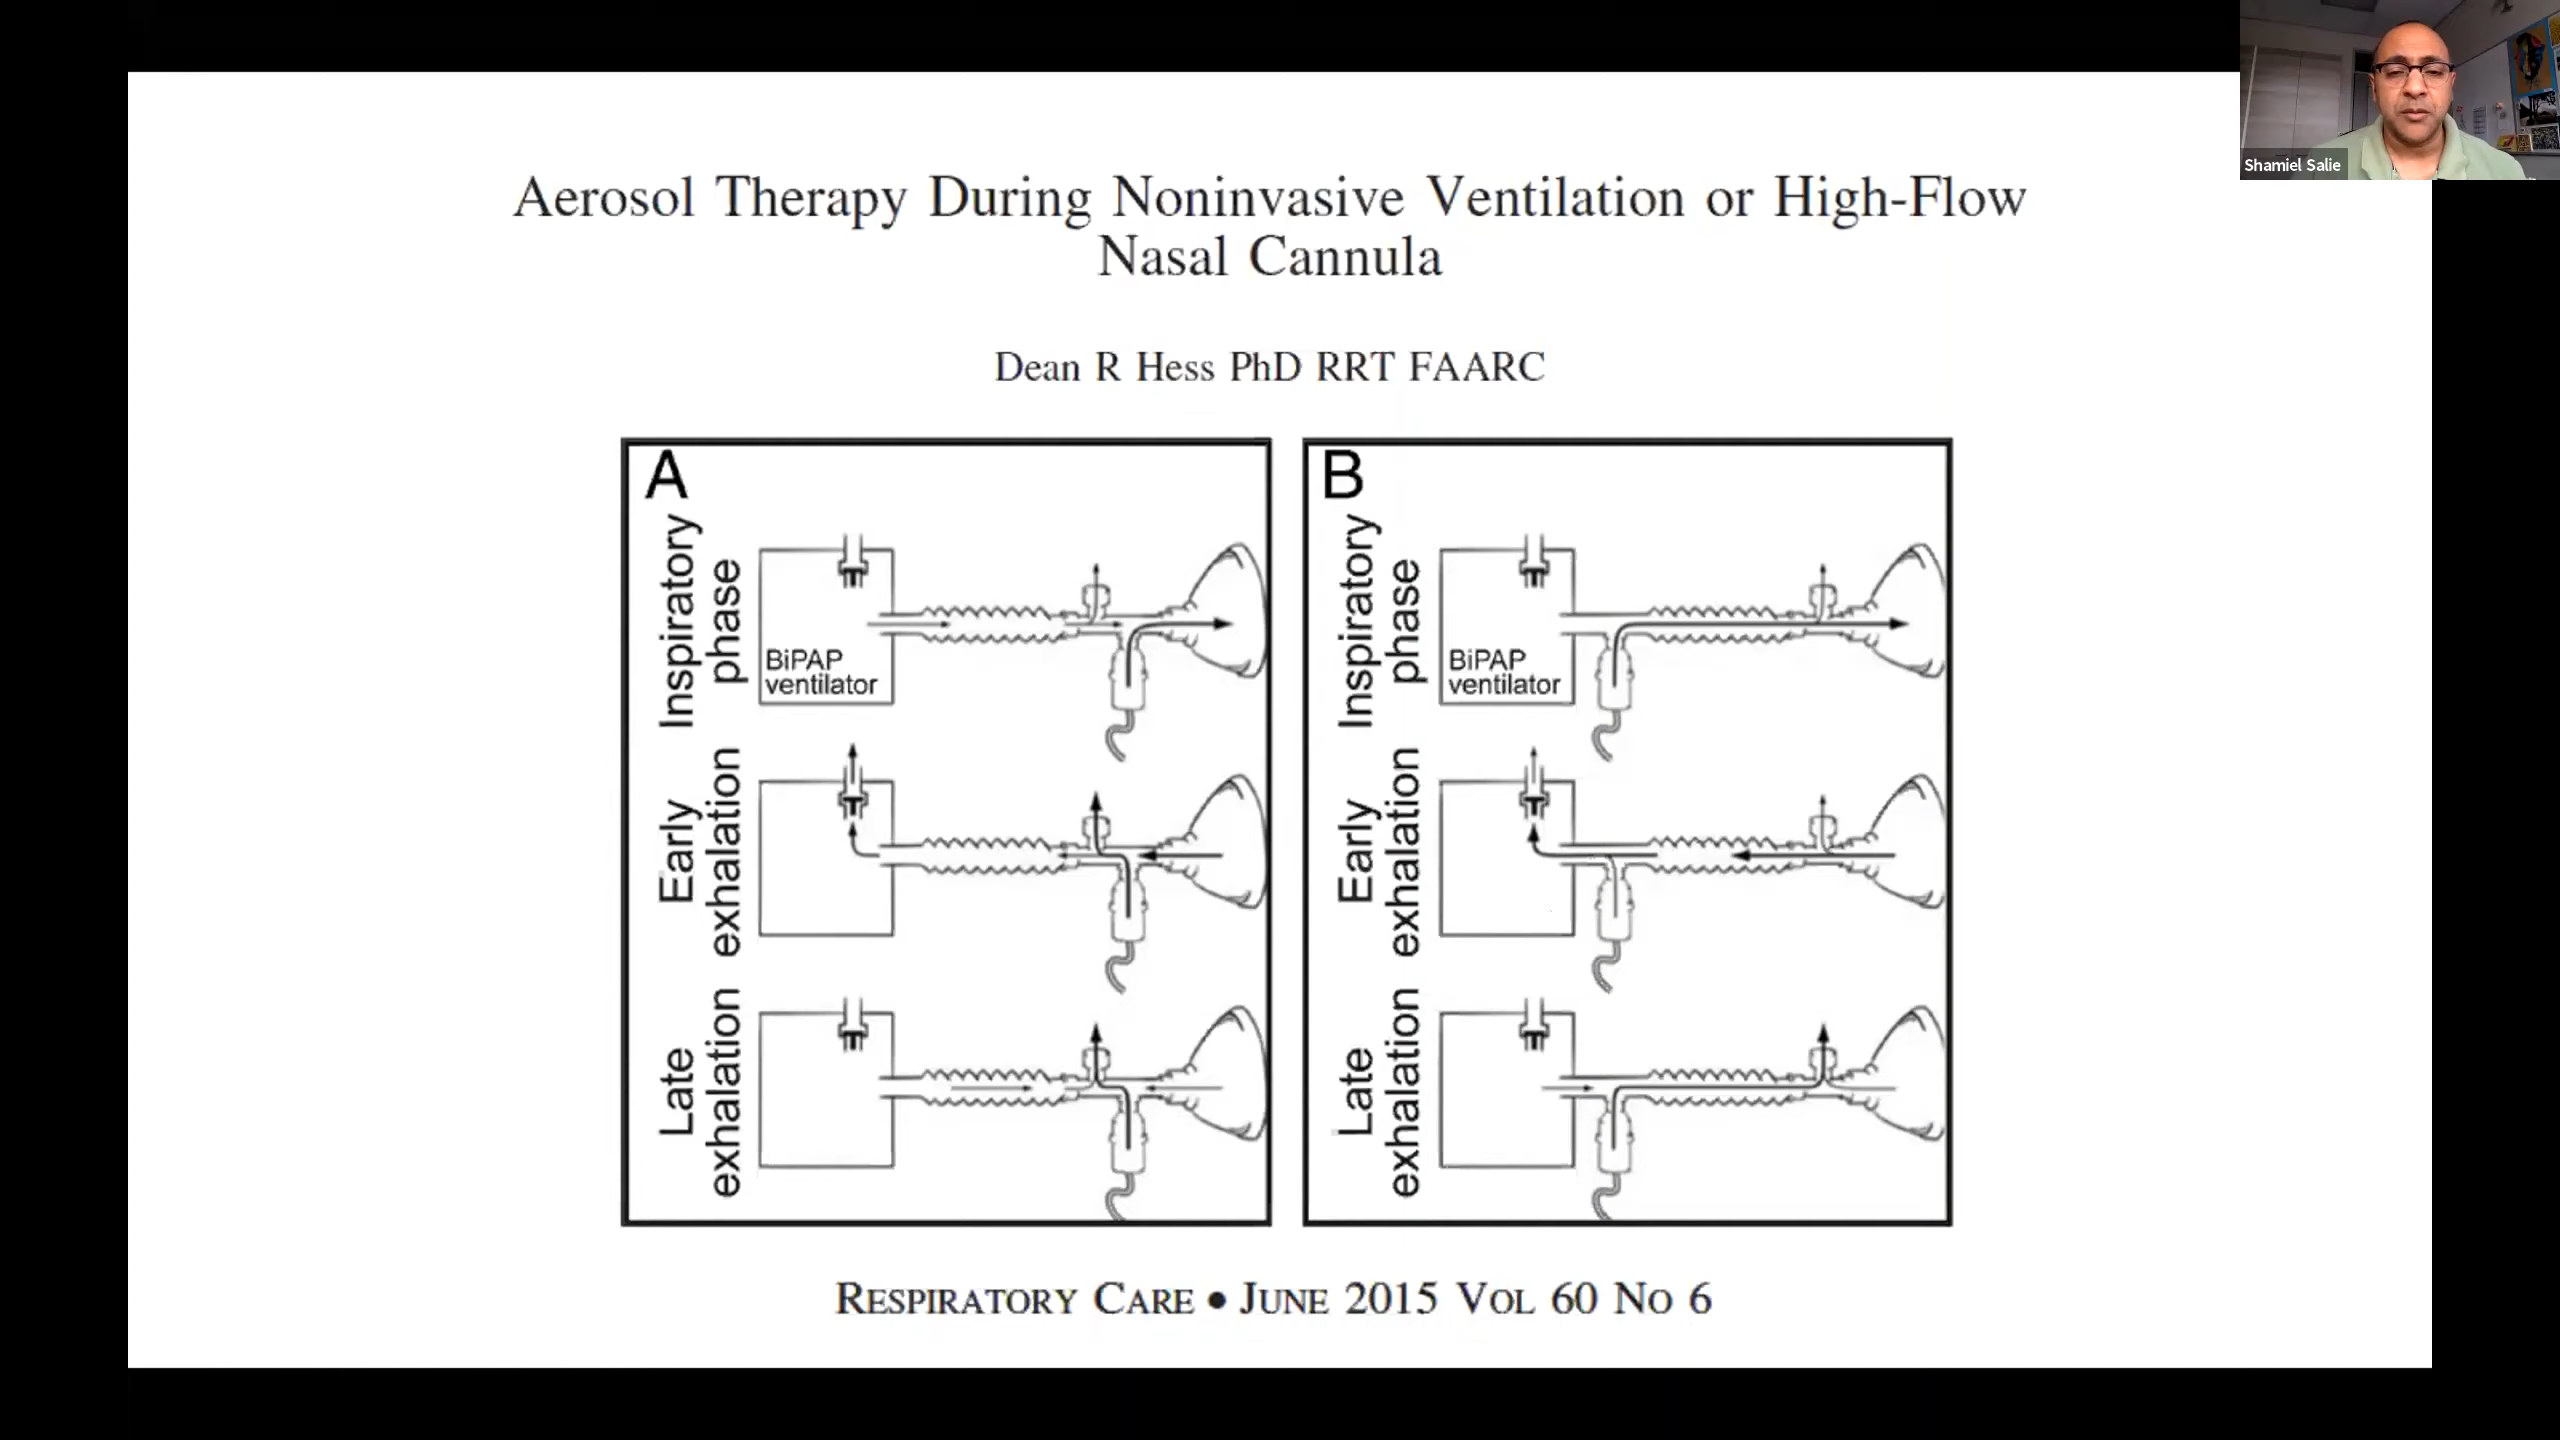 Shamiel Salie
Aerosol Therapy During Noninvasive Ventilation or High-Flow
Nasal Cannula
Dean R Hess PhD RRT FAARC
A
Inspiratory
phase
BiPAP
ventilator
Early
exhalation
Late
exhalation
B
Inspiratory
phase
BiPAP
ventilator
Early
exhalation
Late
exhalation
RESPIRATORY CARE • JUNE 2015 VOL 60 NO 6